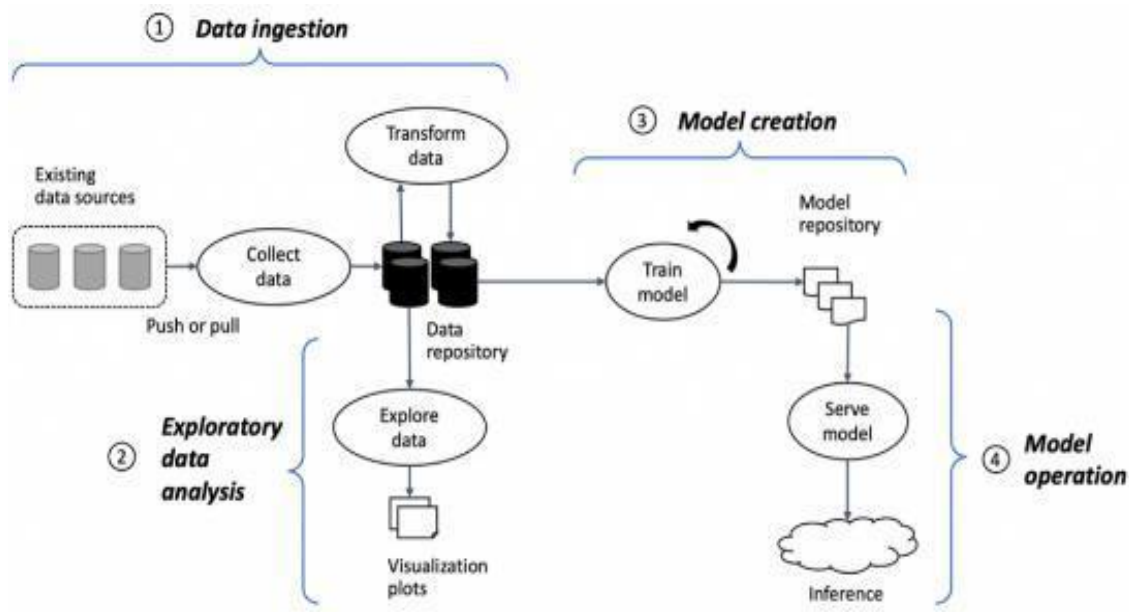 ① Data ingestion
③ Model creation
Transform
data
Existing
data sources
Model
repository
Collect
data
Train
model
Push or pull
Data
repository
② Exploratory
data
analysis
Explore
data
Serve
model
④ Model
operation
Visualization
plots
Inference